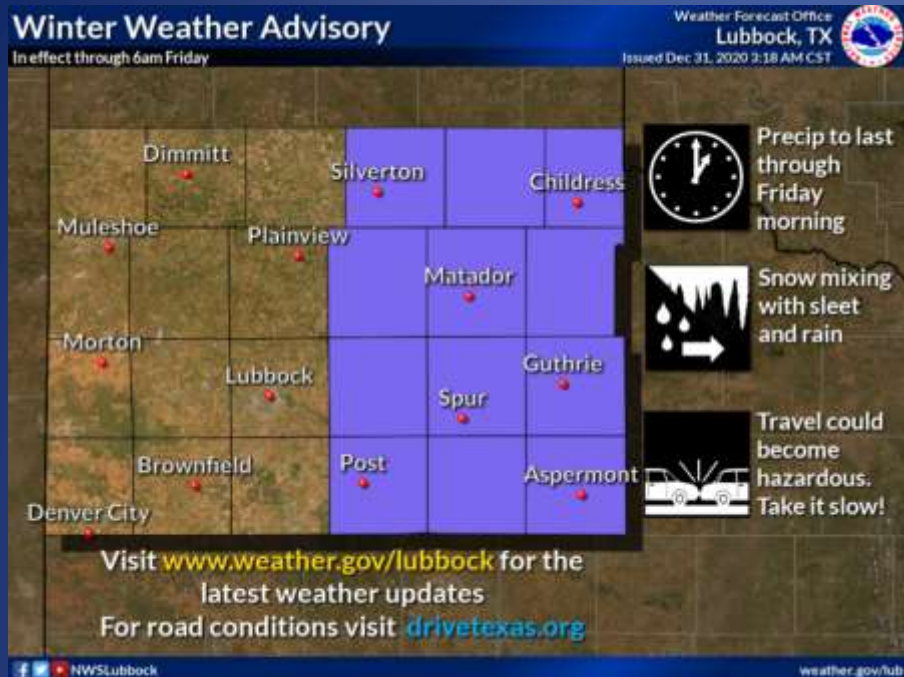 Winter Weather Advisory
In effect through 6am Friday
Weather Forecast Office
Lubbock, TX
Issued Dec 31, 2020 3:18 AM CST
Dimmitt
Silverton
Childress
Muleshoe
Plainview
Matador
Morton
Lubbock
Guthrie
Spur
Brownfield
Post
Aspermont
Denver City
Precip to last
through
Friday
morning
Snow mixing
with sleet
and rain
Travel could
become
hazardous.
Take it slow!
Visit www.weather.gov/lubbock for the
latest weather updates
For road conditions visit drivetexas.org
NWSLubbock
weather.gov/lub